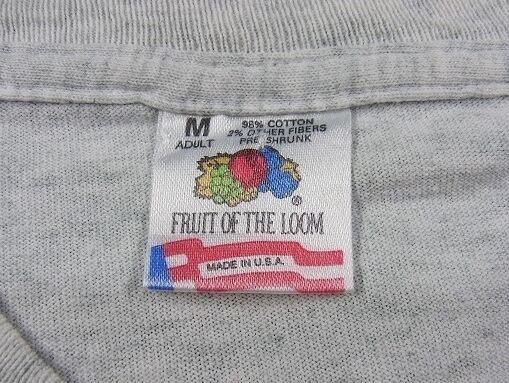 M
ADULT
98% COTTON
2% OTHER FIBERS
PRE SHRUNK
®
FRUIT OF THE LOOM
MADE IN U.S.A.